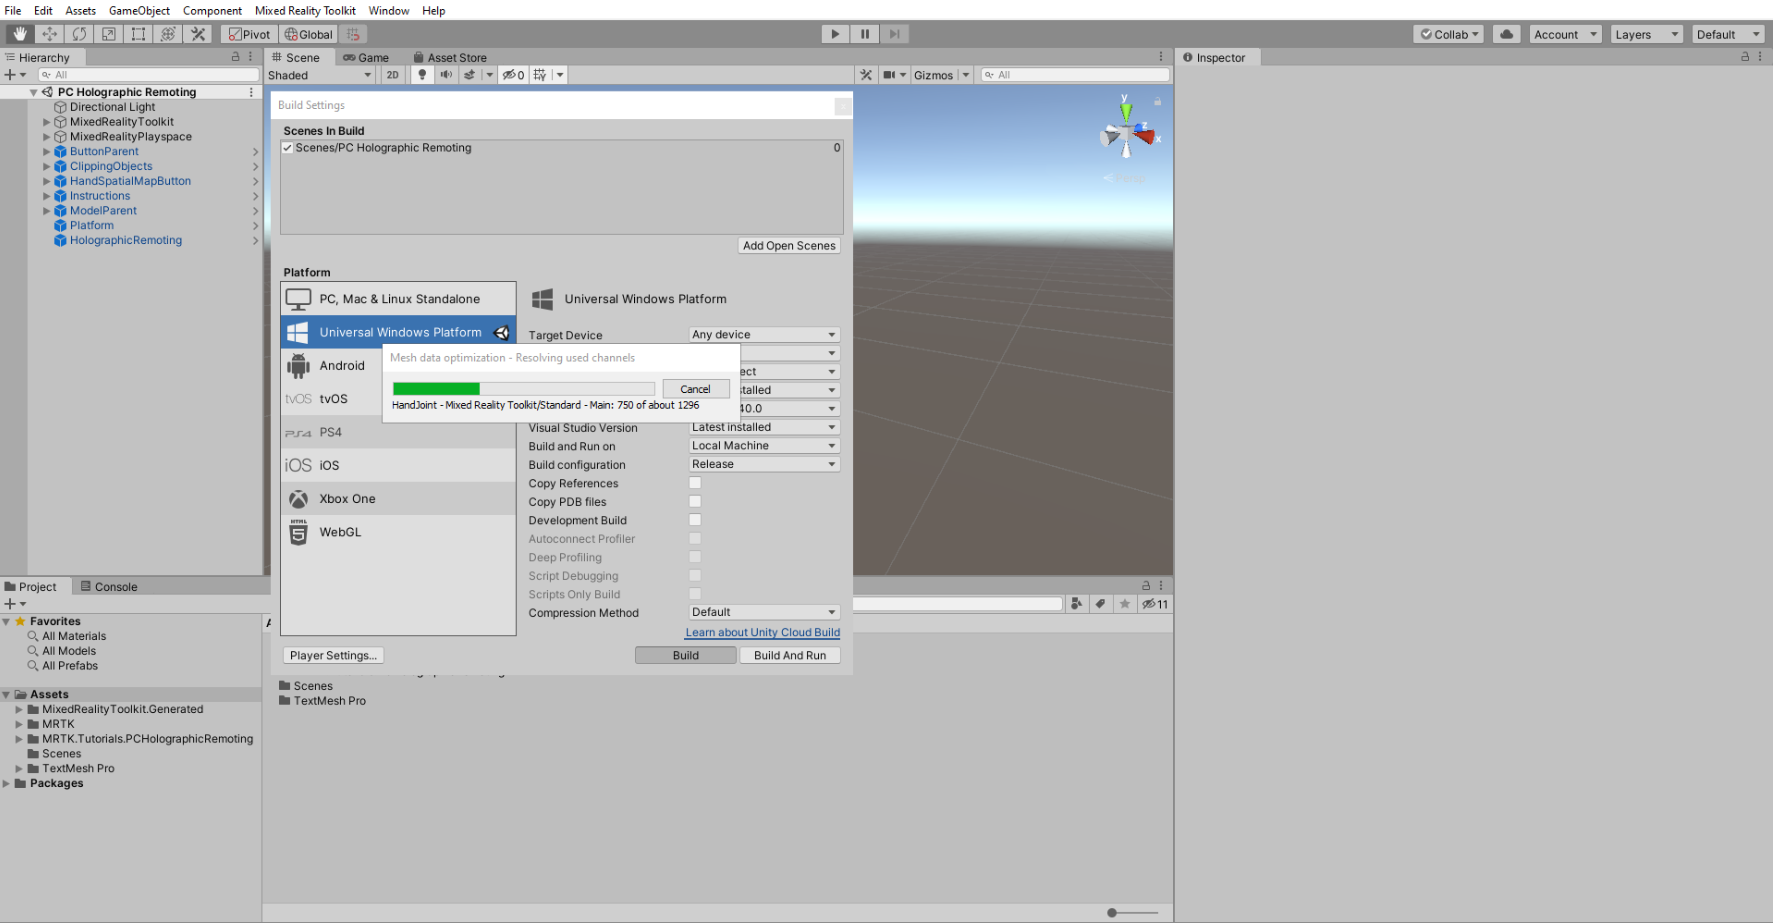 File Edit Assets GameObject Component Mixed Reality Toolkit Window Help
Pivot Global Collab Account Layers Default
Hierarchy
All
PC Holographic Remoting
Directional Light
MixedRealityToolkit
MixedRealityPlayspace
ButtonParent
ClippingObjects
HandSpatialMapButton
Instructions
ModelParent
Platform
HolographicRemoting
Scene Game Asset Store
Shaded 2D 0 Gizmos All
y
z
x
Persp
Build Settings
Scenes In Build
Scenes/PC Holographic Remoting 0
Add Open Scenes
Platform
PC, Mac & Linux Standalone
Universal Windows Platform
Android
tvOS tvOS
PS4 PS4
iOS iOS
Xbox One
HTML 5 WebGL
Universal Windows Platform
Target Device Any device
ect
stalled
40.0
Visual Studio Version Latest installed
Build and Run on Local Machine
Build configuration Release
Copy References
Copy PDB files
Development Build
Autoconnect Profiler
Deep Profiling
Script Debugging
Scripts Only Build
Compression Method Default
Learn about Unity Cloud Build
Player Settings... Build Build And Run
Mesh data optimization - Resolving used channels
Cancel
HandJoint - Mixed Reality Toolkit/Standard - Main: 750 of about 1296
Inspector
Project Console
11
Favorites
All Materials
All Models
All Prefabs
Assets
MixedRealityToolkit.Generated
MRTK
MRTK.Tutorials.PCHolographicRemoting
Scenes
TextMesh Pro
Packages
Scenes
TextMesh Pro